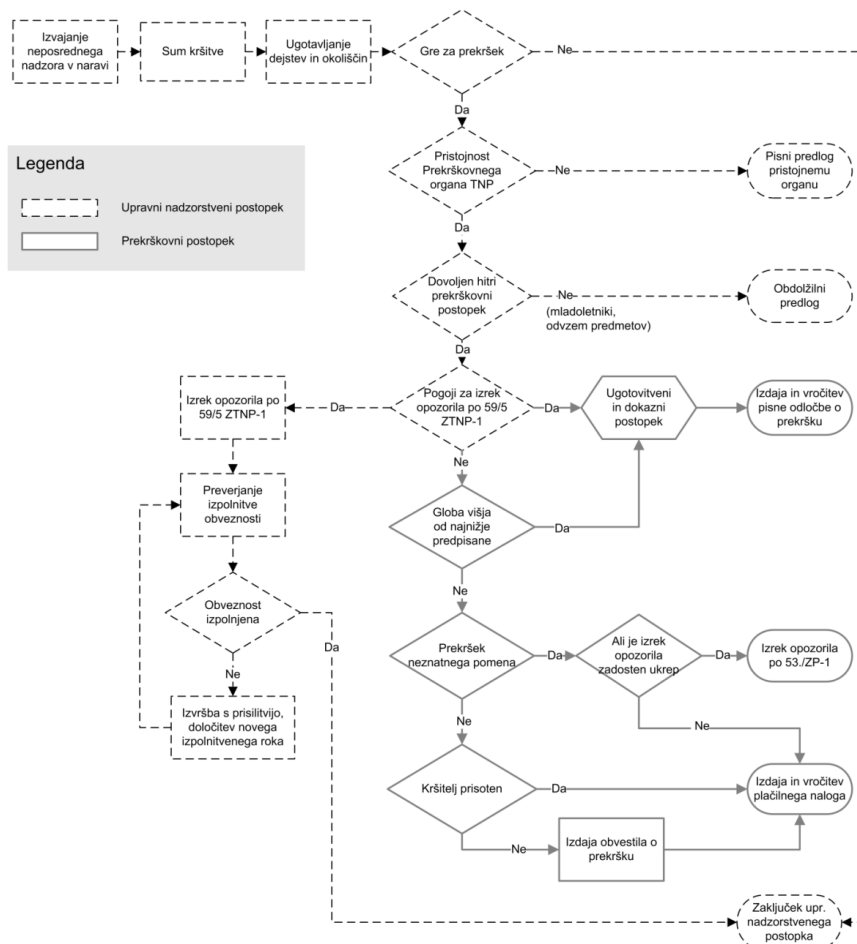 Izvajanje
neposrednega
nadzora v naravi
Sum kršitve
Ugotavljanje
dejstev in okoliščin
Gre za prekršek
Ne
Da
Legenda
Upravni nadzorstveni postopek
Prekrškovni postopek
Pristojnost
Prekrškovnega
organa TNP
Ne
Pisni predlog
pristojnemu
organu
Da
Dovoljen hitri
prekrškovni
postopek
Ne
(mladoletniki,
odvzem predmetov)
Obdolžilni
predlog
Da
Izrek opozorila po
59/5 ZTNP-1
Da
Pogoji za izrek
opozorila po 59/5
ZTNP-1
Da
Ugotovitveni
in dokazni
postopek
Izdaja in vročitev
pisne odločbe o
prekršku
Ne
Preverjanje
izpolnitve
obveznosti
Globa višja
od najnižje
predpisane
Da
Ne
Obveznost
izpolnjena
Da
Ne
Izvršba s prisilitvijo,
določitev novega
izpolnitvenega roka
Prekršek
neznatnega pomena
Da
Ali je izrek
opozorila
zadosten ukrep
Da
Izrek opozorila
po 53./ZP-1
Ne
Ne
Kršitelj prisoten
Da
Izdaja in vročitev
plačilnega naloga
Ne
Izdaja obvestila o
prekršku
Zaključek upr.
nadzorstvenega
postopka